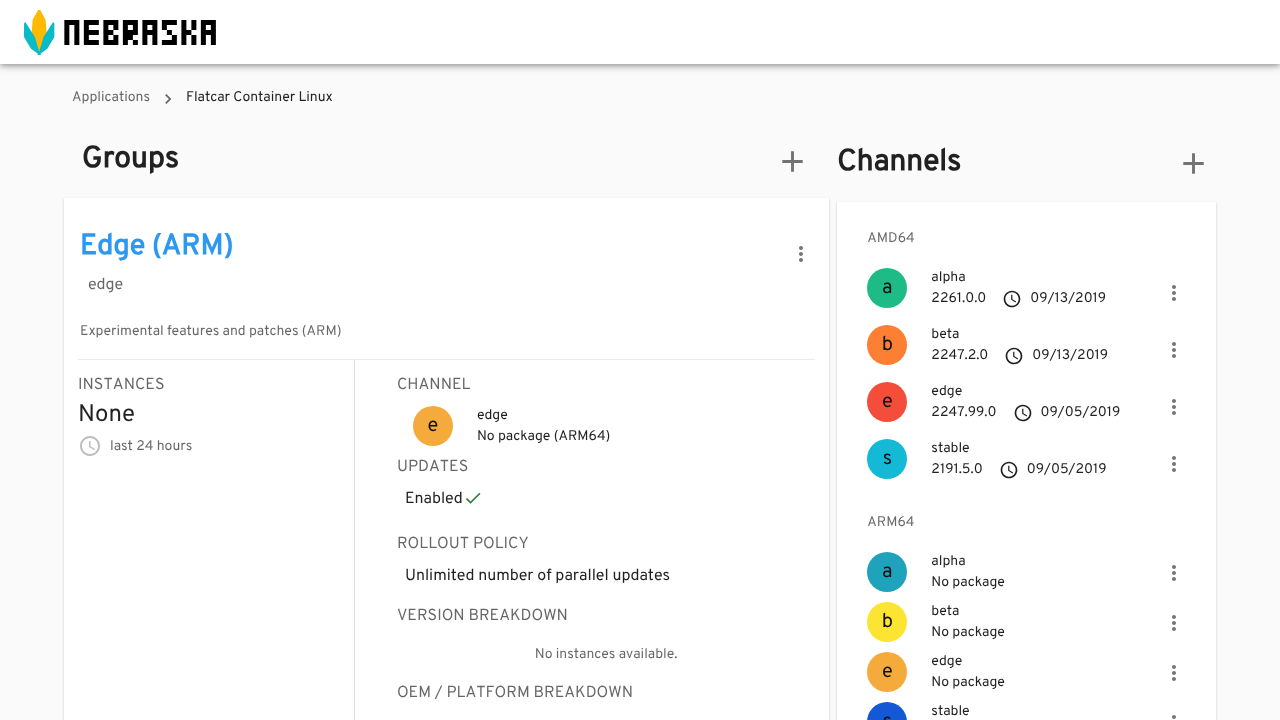 NEBRASKA
Applications > Flatcar Container Linux
Groups
Edge (ARM)
edge
Experimental features and patches (ARM)
INSTANCES
None
last 24 hours
CHANNEL
e
edge
No package (ARM64)
UPDATES
Enabled
ROLLOUT POLICY
Unlimited number of parallel updates
VERSION BREAKDOWN
No instances available.
OEM / PLATFORM BREAKDOWN
Channels
AMD64
a
alpha
2261.0.0 09/13/2019
b
beta
2247.2.0 09/13/2019
e
edge
2247.99.0 09/05/2019
s
stable
2191.5.0 09/05/2019
ARM64
a
alpha
No package
b
beta
No package
e
edge
No package
s
stable